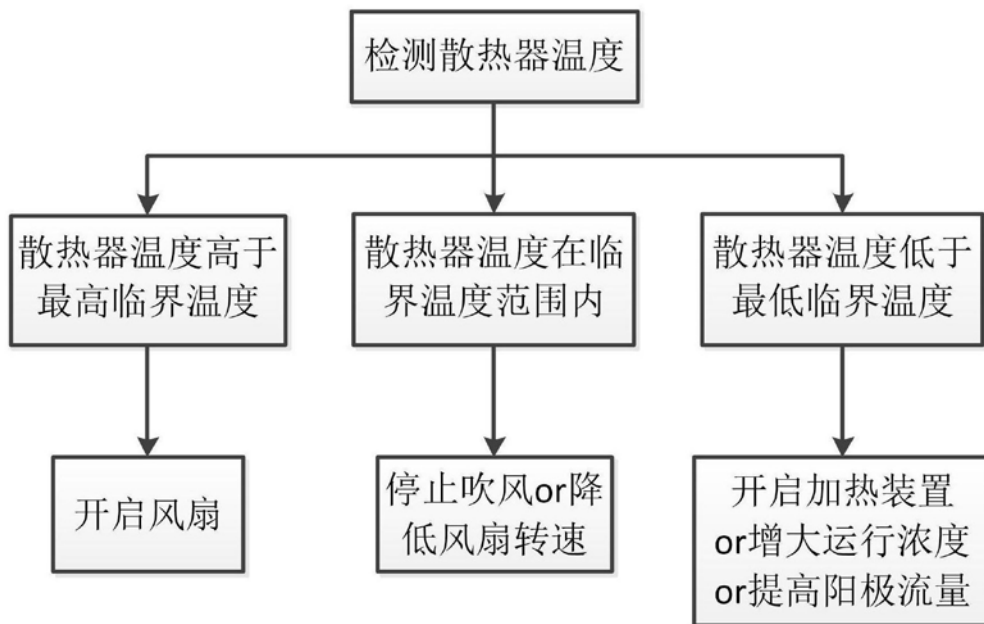 检测散热器温度
散热器温度高于
最高临界温度
散热器温度在临
界温度范围内
散热器温度低于
最低临界温度
开启风扇
停止吹风or降
低风扇转速
开启加热装置
or增大运行浓度
or提高阳极流量